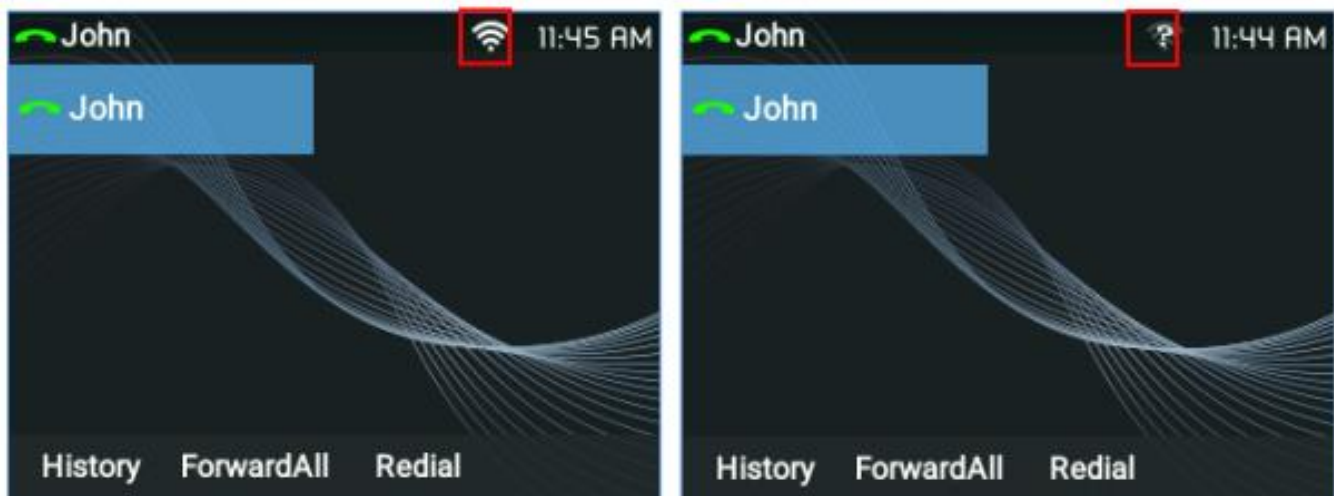 John 11:45 AM
John
History ForwardAll Redial
John ? 11:44 AM
John
History ForwardAll Redial